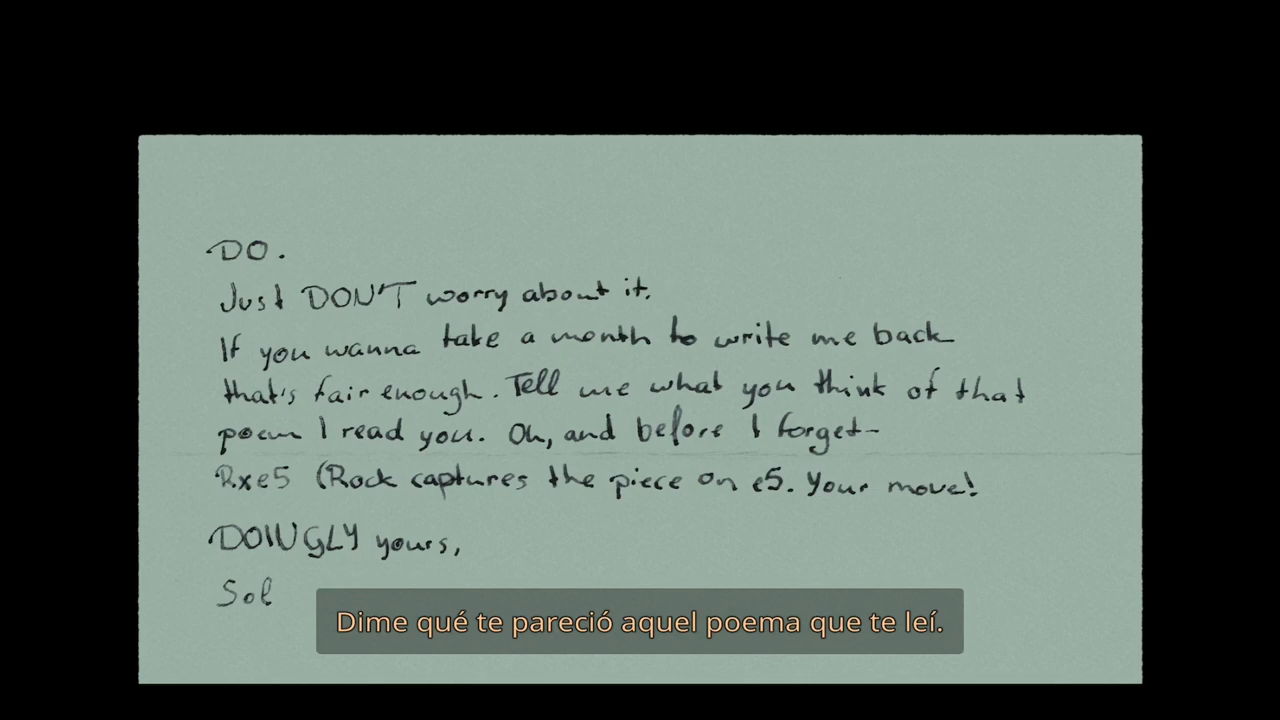 DO.
Just DON'T worry about it.
If you wanna take a month to write me back
that's fair enough. Tell me what you think of that
poem I read you. Oh, and before I forget-
Rxe5 (Rock captures the piece on e5. Your move!
DOINGLY yours,
Sol
Dime qué te pareció aquel poema que te leí.